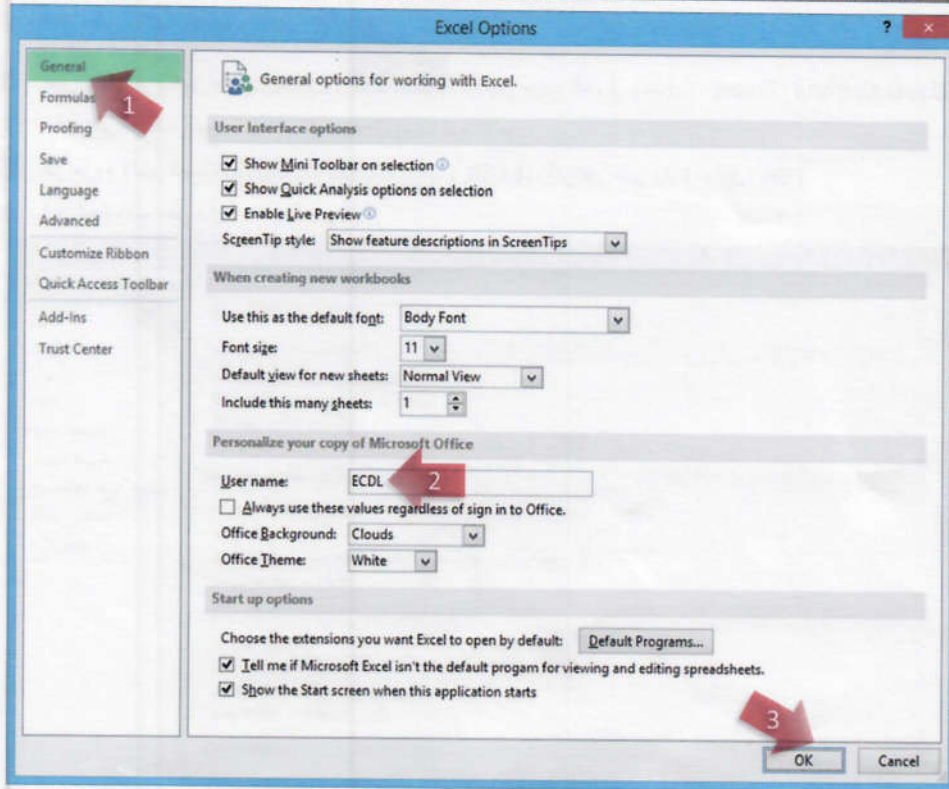 Excel Options
?
×
General
1
Formulas
Proofing
Save
Language
Advanced
Customize Ribbon
Quick Access Toolbar
Add-Ins
Trust Center
General options for working with Excel.
User Interface options
Show Mini Toolbar on selection
Show Quick Analysis options on selection
Enable Live Preview
ScreenTip style: Show feature descriptions in ScreenTips
When creating new workbooks
Use this as the default font: Body Font
Font size: 11
Default view for new sheets: Normal View
Include this many sheets: 1
Personalize your copy of Microsoft Office
User name: ECDL 2
Always use these values regardless of sign in to Office.
Office Background: Clouds
Office Theme: White
Start up options
Choose the extensions you want Excel to open by default: Default Programs...
Tell me if Microsoft Excel isn't the default progam for viewing and editing spreadsheets.
Show the Start screen when this application starts
3
OK Cancel